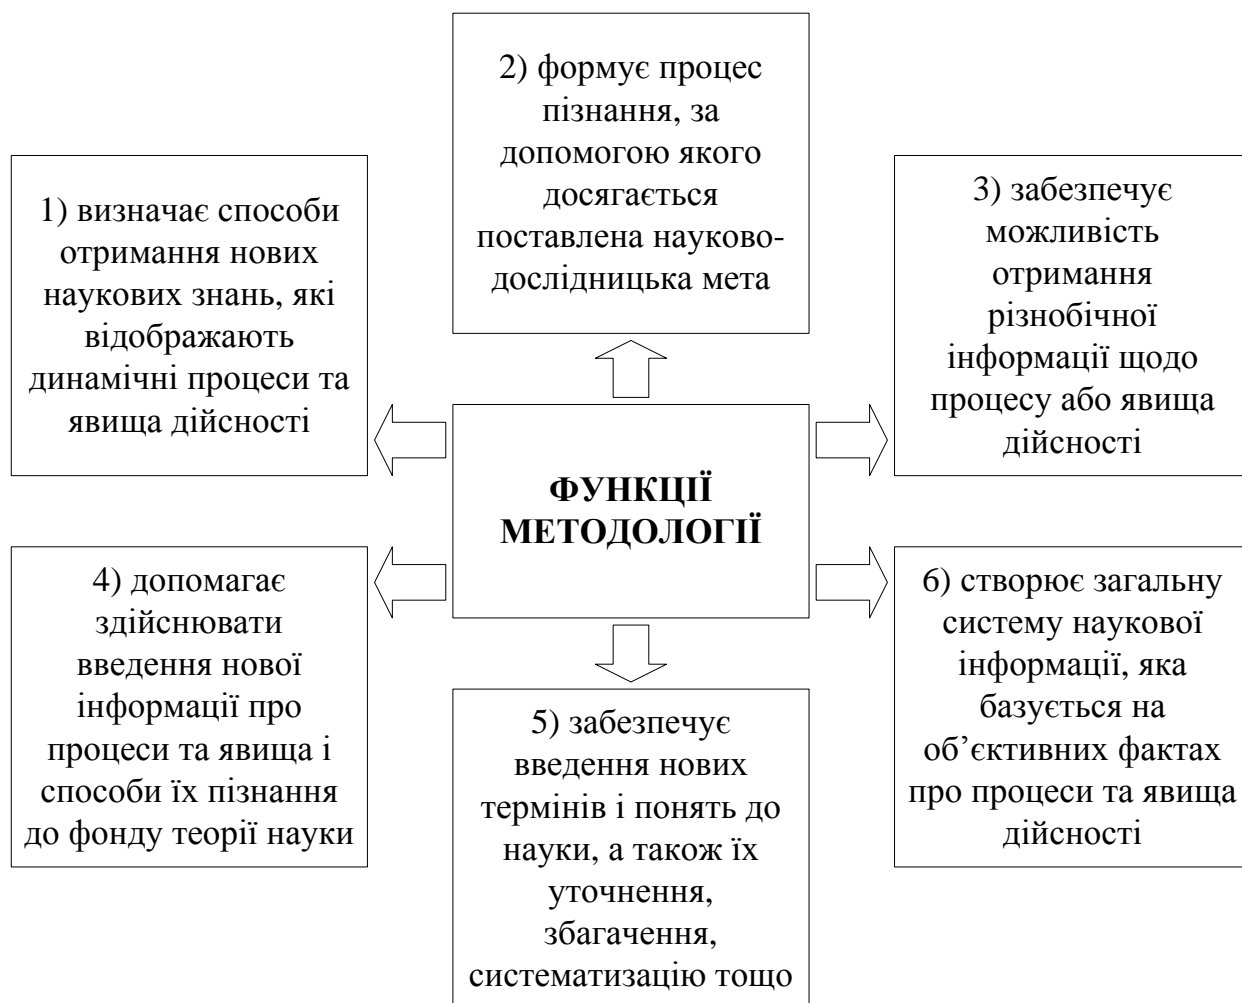 1) визначає способи
отримання нових
наукових знань, які
відображають
динамічні процеси та
явища дійсності
2) формує процес
пізнання, за
допомогою якого
досягається
поставлена науково-
дослідницька мета
3) забезпечує
можливість
отримання
різнобічної
інформації щодо
процесу або явища
дійсності
ФУНКЦІЇ
МЕТОДОЛОГІЇ
4) допомагає
здійснювати
введення нової
інформації про
процеси та явища і
способи їх пізнання
до фонду теорії науки
5) забезпечує
введення нових
термінів і понять до
науки, а також їх
уточнення,
збагачення,
систематизацію тощо
6) створює загальну
систему наукової
інформації, яка
базується на
об’єктивних фактах
про процеси та явища
дійсності